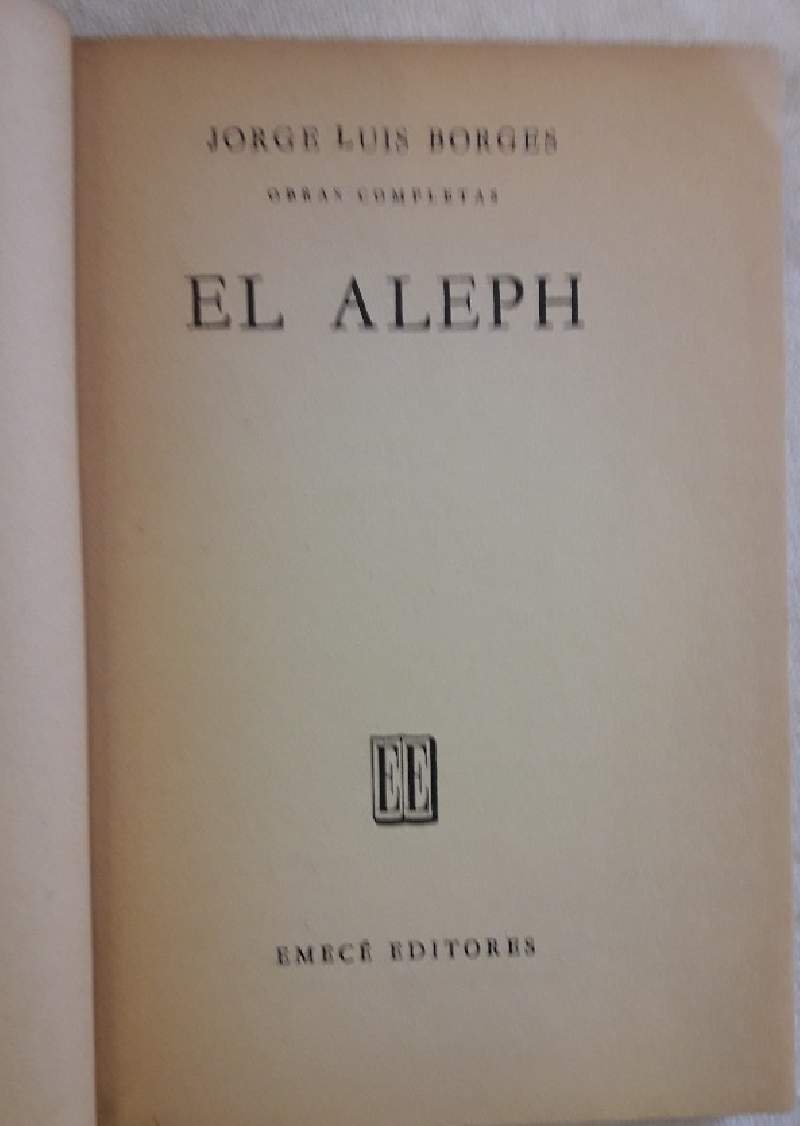 JORGE LUIS BORGES
OBRAS COMPLETAS
EL ALEPH
EE
EMECÉ EDITORES